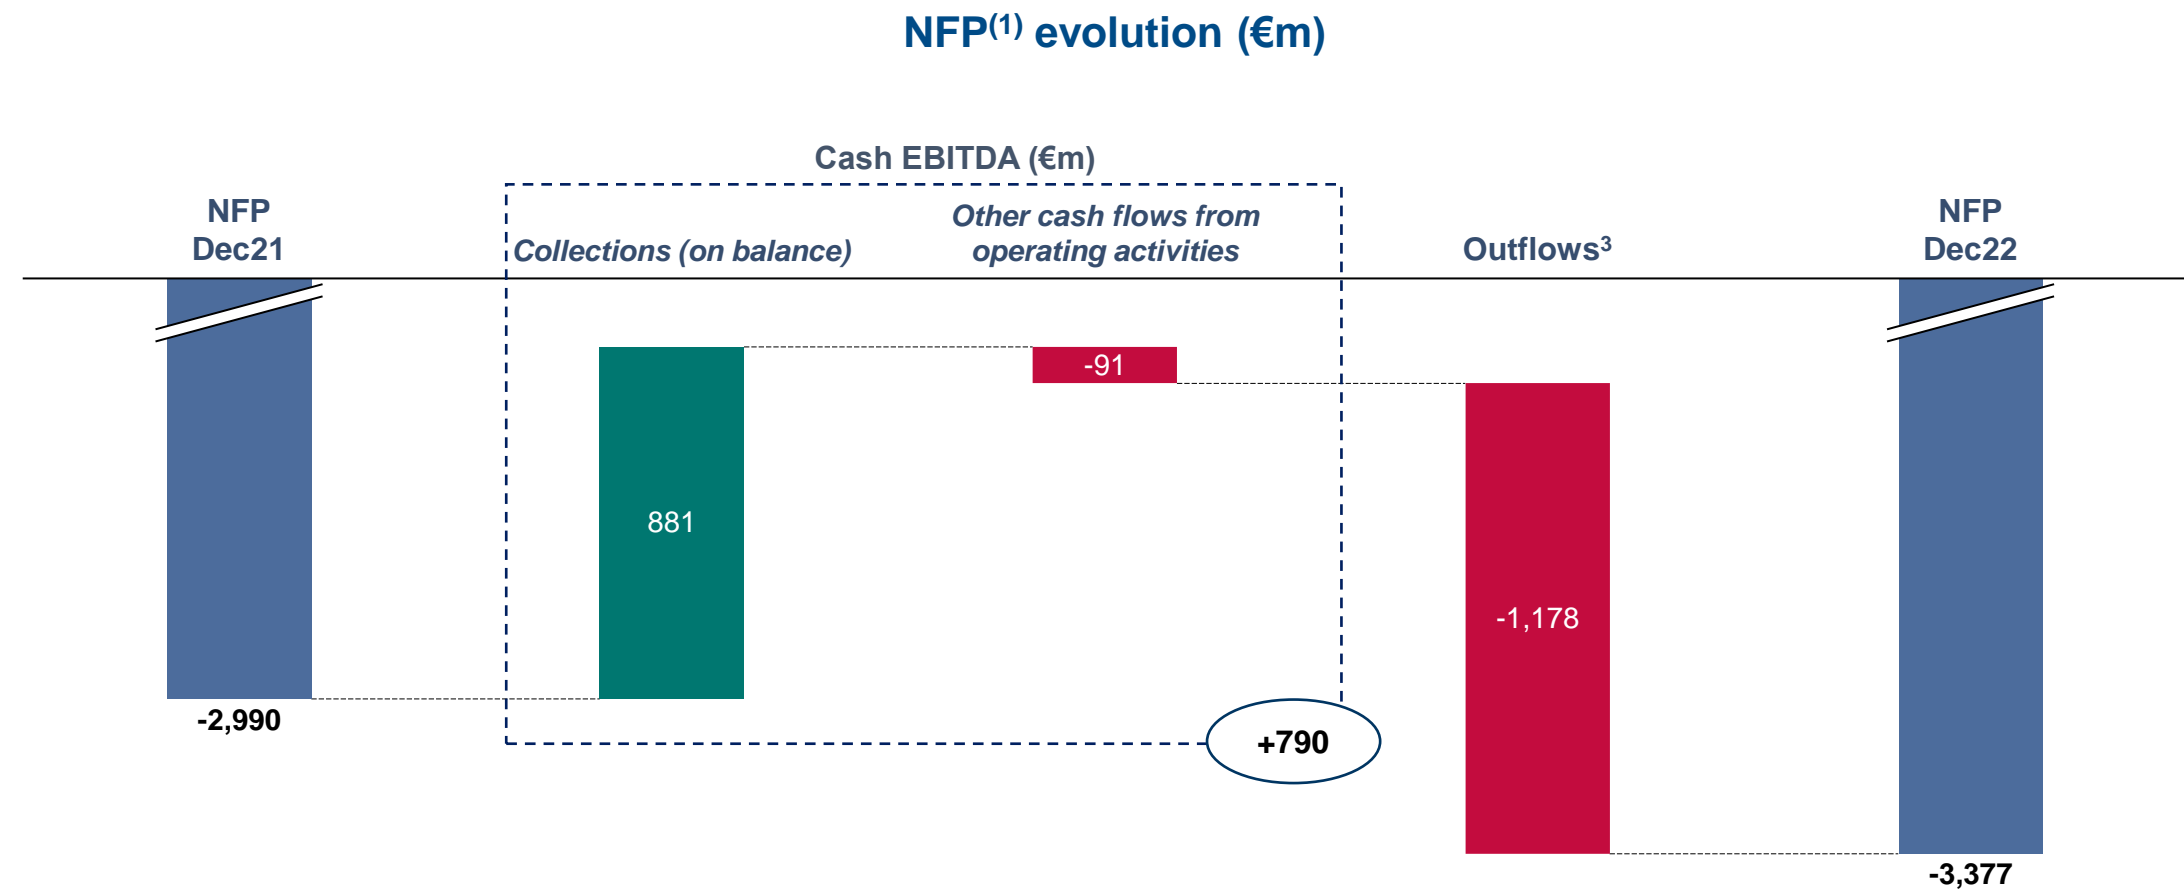 NFP(1) evolution (€m)
Cash EBITDA (€m)
NFP
Dec21
Collections (on balance)
Other cash flows from
operating activities
Outflows3
NFP
Dec22
-91
881
-1,178
-2,990
+790
-3,377